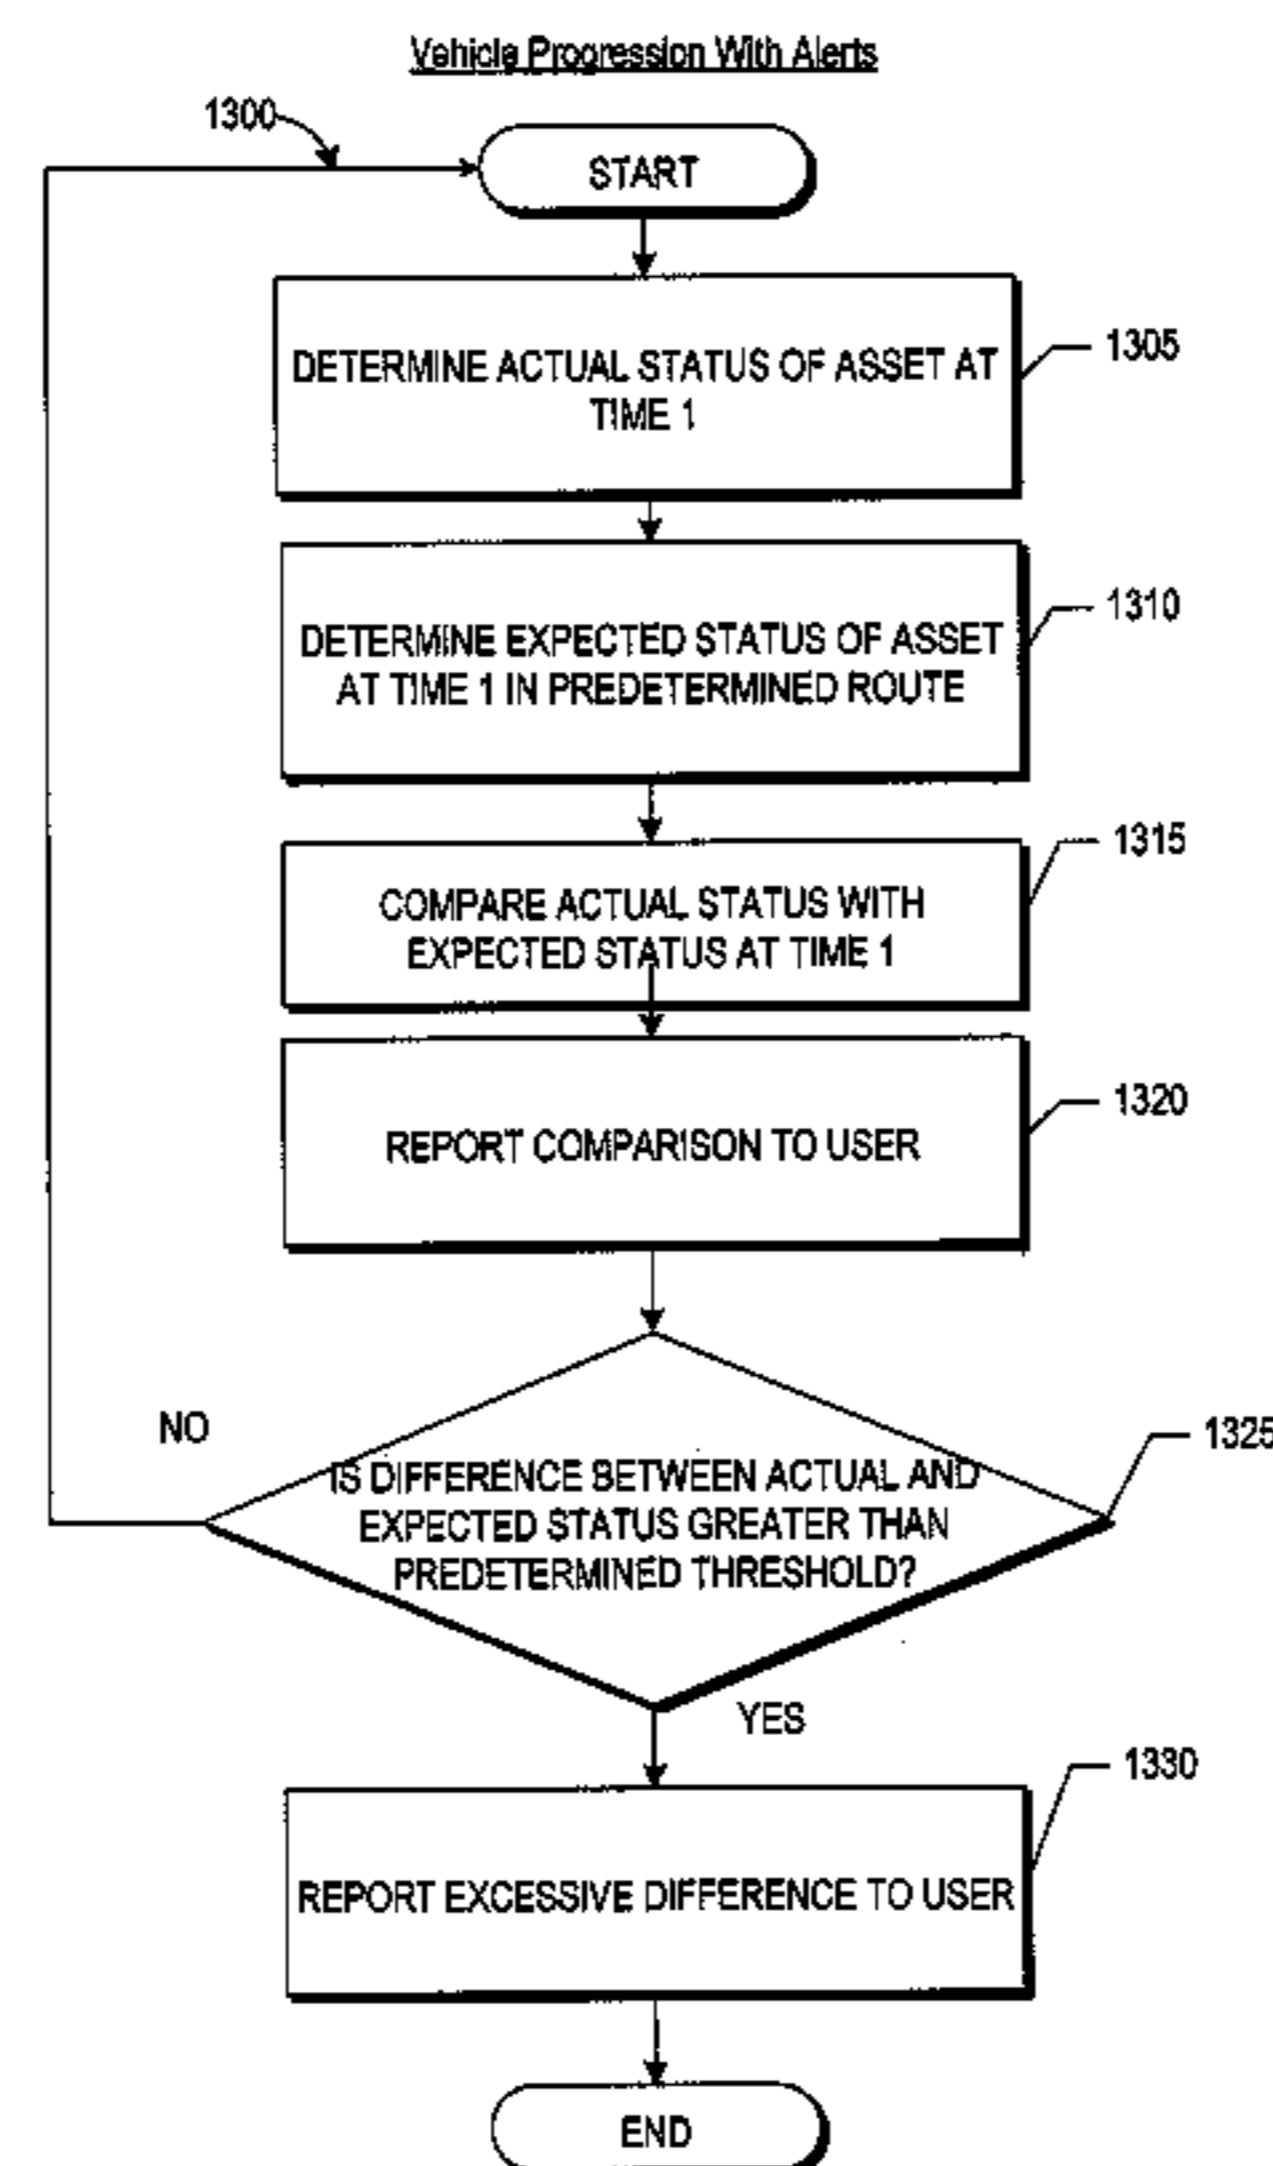 Vehicle Progression With Alerts
1300
START
DETERMINE ACTUAL STATUS OF ASSET AT
TIME 1
1305
DETERMINE EXPECTED STATUS OF ASSET
AT TIME 1 IN PREDETERMINED ROUTE
1310
COMPARE ACTUAL STATUS WITH
EXPECTED STATUS AT TIME 1
1315
REPORT COMPARISON TO USER
1320
NO
IS DIFFERENCE BETWEEN ACTUAL AND
EXPECTED STATUS GREATER THAN
PREDETERMINED THRESHOLD?
1325
YES
REPORT EXCESSIVE DIFFERENCE TO USER
1330
END